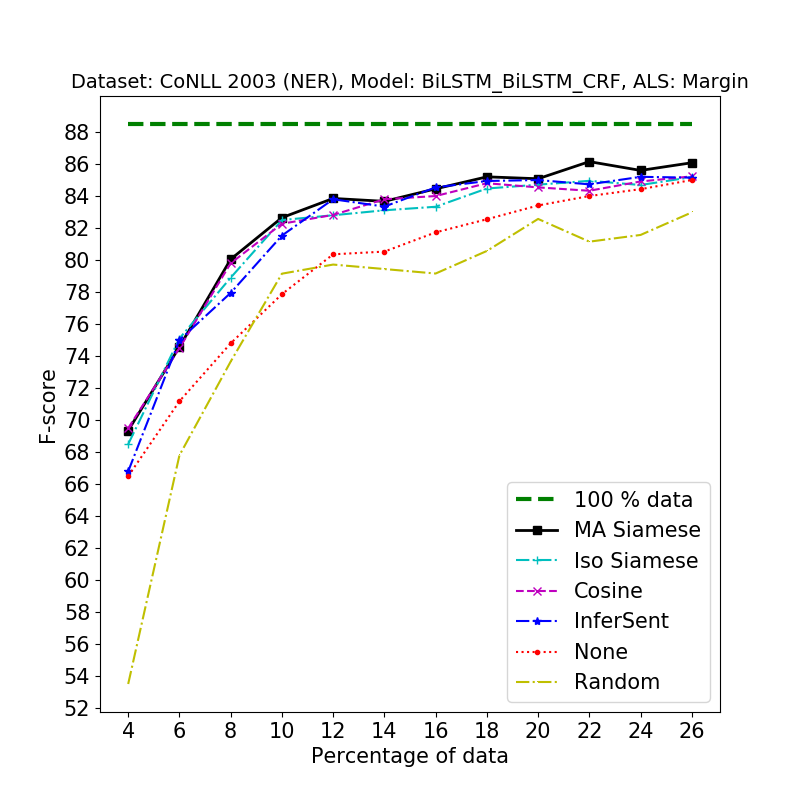 Dataset: CoNLL 2003 (NER), Model: BiLSTM_BiLSTM_CRF, ALS: Margin
88
86
84
82
80
78
76
74
72
70
68
66
64
62
60
58
56
54
52
F-score
100 % data
MA Siamese
Iso Siamese
Cosine
InferSent
None
Random
4 6 8 10 12 14 16 18 20 22 24 26
Percentage of data